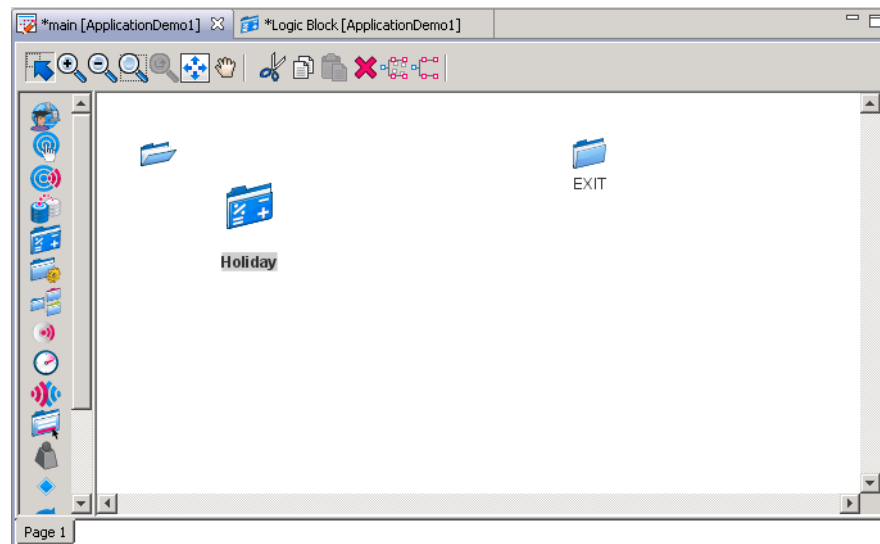 *main [ApplicationDemo1] *Logic Block [ApplicationDemo1]
EXIT
Holiday
Page 1